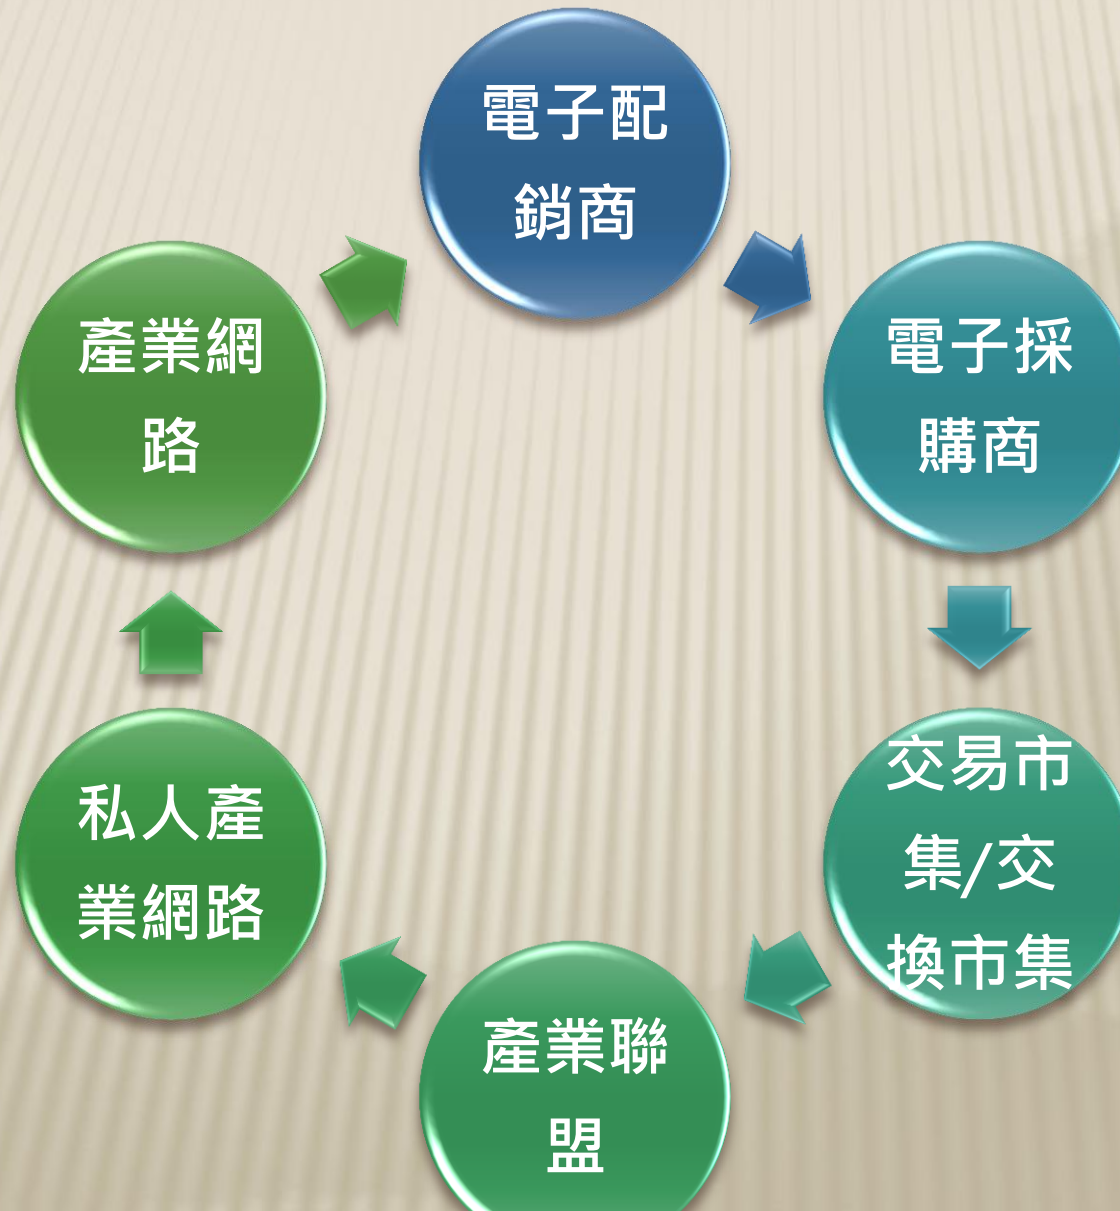 電子配
銷商
電子採
購商
交易市
集/交
換市集
產業聯
盟
私人產
業網路
產業網
路